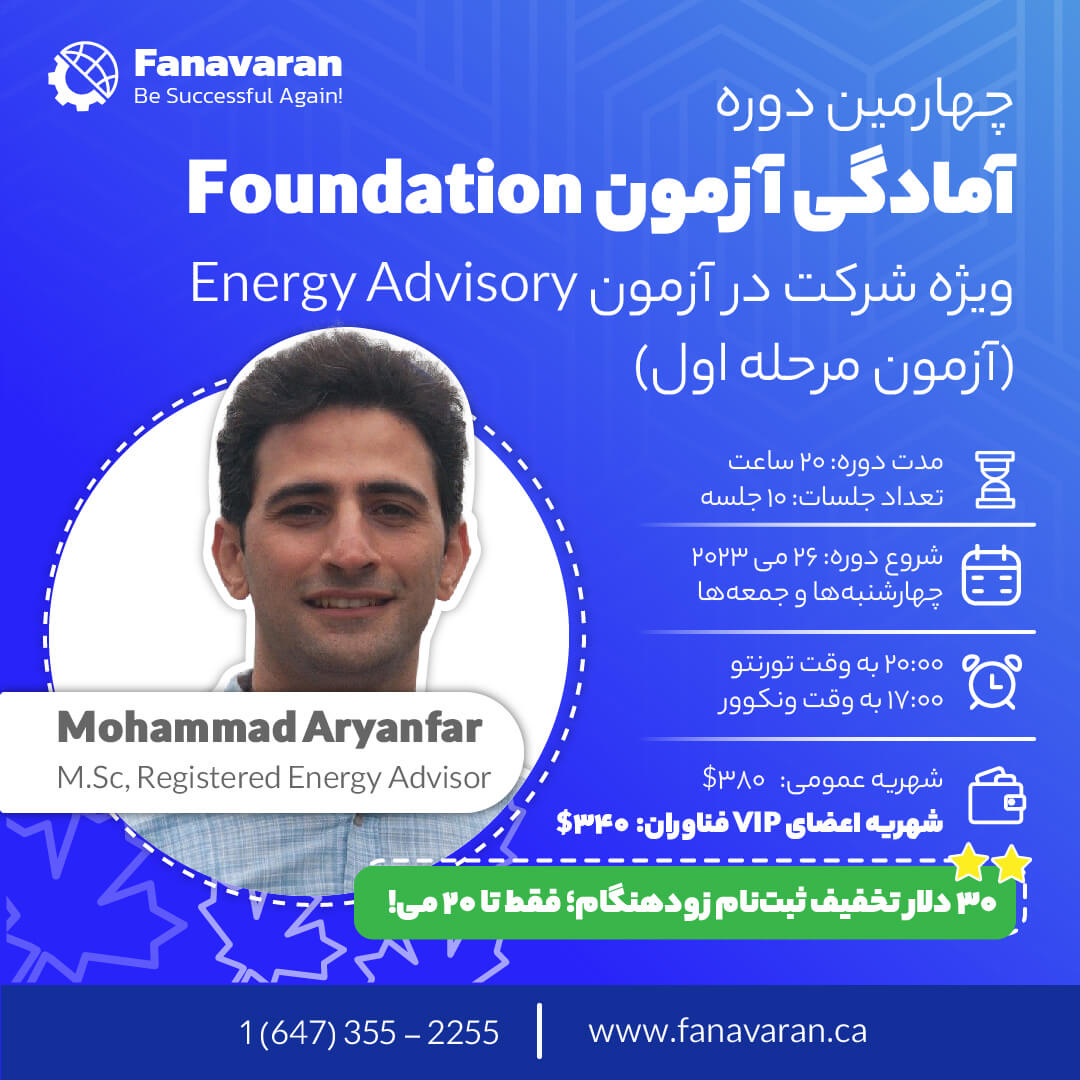 Fanavaran
Be Successful Again!
چهارمین دوره
آمادگی آزمون Foundation
ویژه شرکت در آزمون Energy Advisory
(آزمون مرحله اول)
مدت دوره: ۲۰ ساعت
تعداد جلسات: ۱۰ جلسه
شروع دوره: ۲۶ می ۲۰۲۳
چهارشنبه‌ها و جمعه‌ها
۲۰:۰۰ به وقت تورنتو
۱۷:۰۰ به وقت ونکوور
شهریه عمومی: ۳۸۰$
شهریه اعضای VIP فناوران: ۳۴۰$
۳۰ دلار تخفیف ثبت‌نام زودهنگام؛ فقط تا ۲۰ می!
Mohammad Aryanfar
M.Sc, Registered Energy Advisor
1 (647) 355 – 2255
www.fanavaran.ca